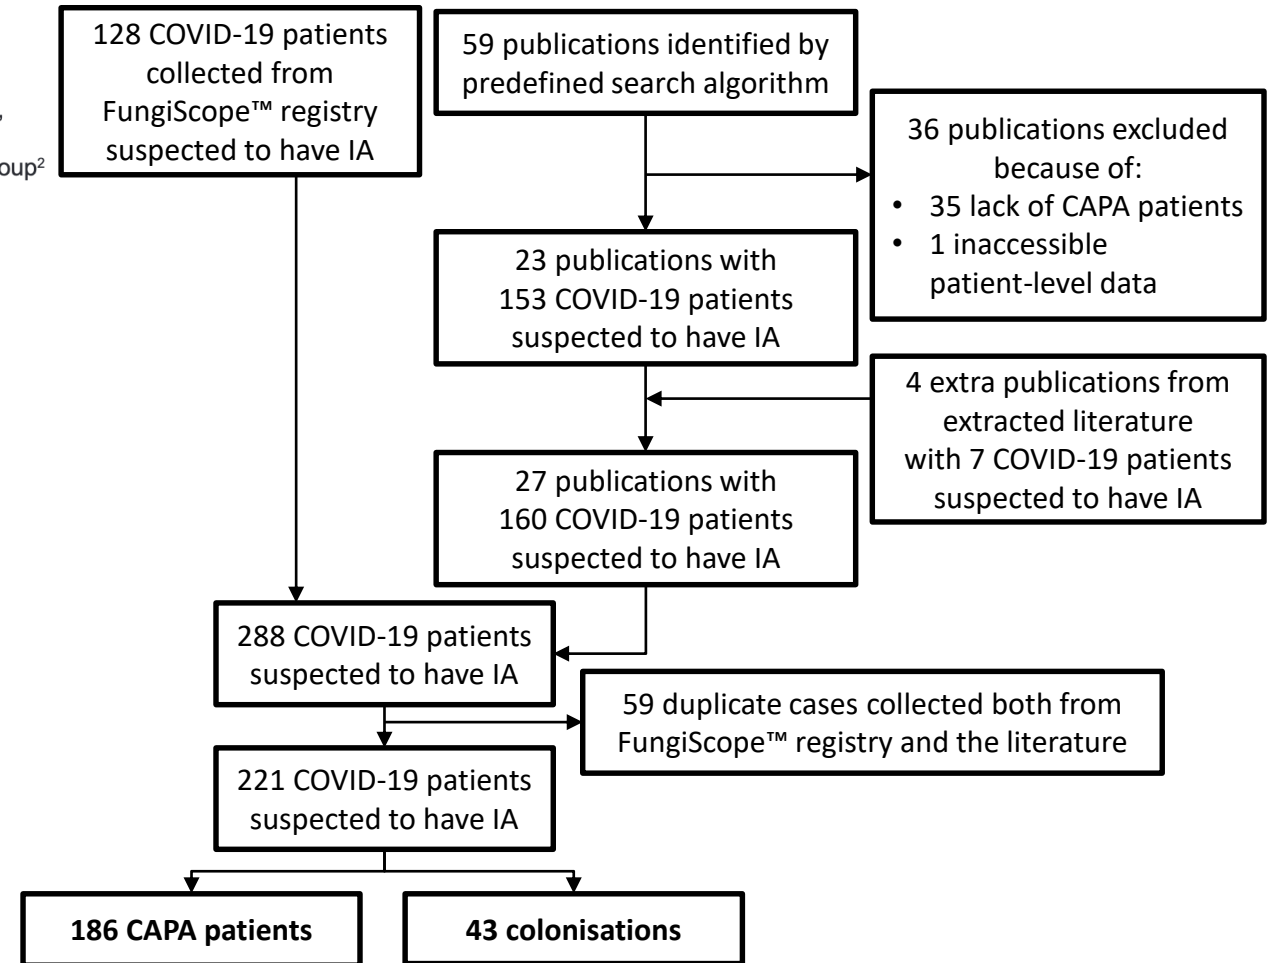 128 COVID-19 patients
collected from
FungiScope™ registry
suspected to have IA
,
oup²
59 publications identified by
predefined search algorithm
36 publications excluded
because of:
• 35 lack of CAPA patients
• 1 inaccessible
patient-level data
23 publications with
153 COVID-19 patients
suspected to have IA
4 extra publications from
extracted literature
with 7 COVID-19 patients
suspected to have IA
27 publications with
160 COVID-19 patients
suspected to have IA
288 COVID-19 patients
suspected to have IA
59 duplicate cases collected both from
FungiScope™ registry and the literature
221 COVID-19 patients
suspected to have IA
186 CAPA patients
43 colonisations